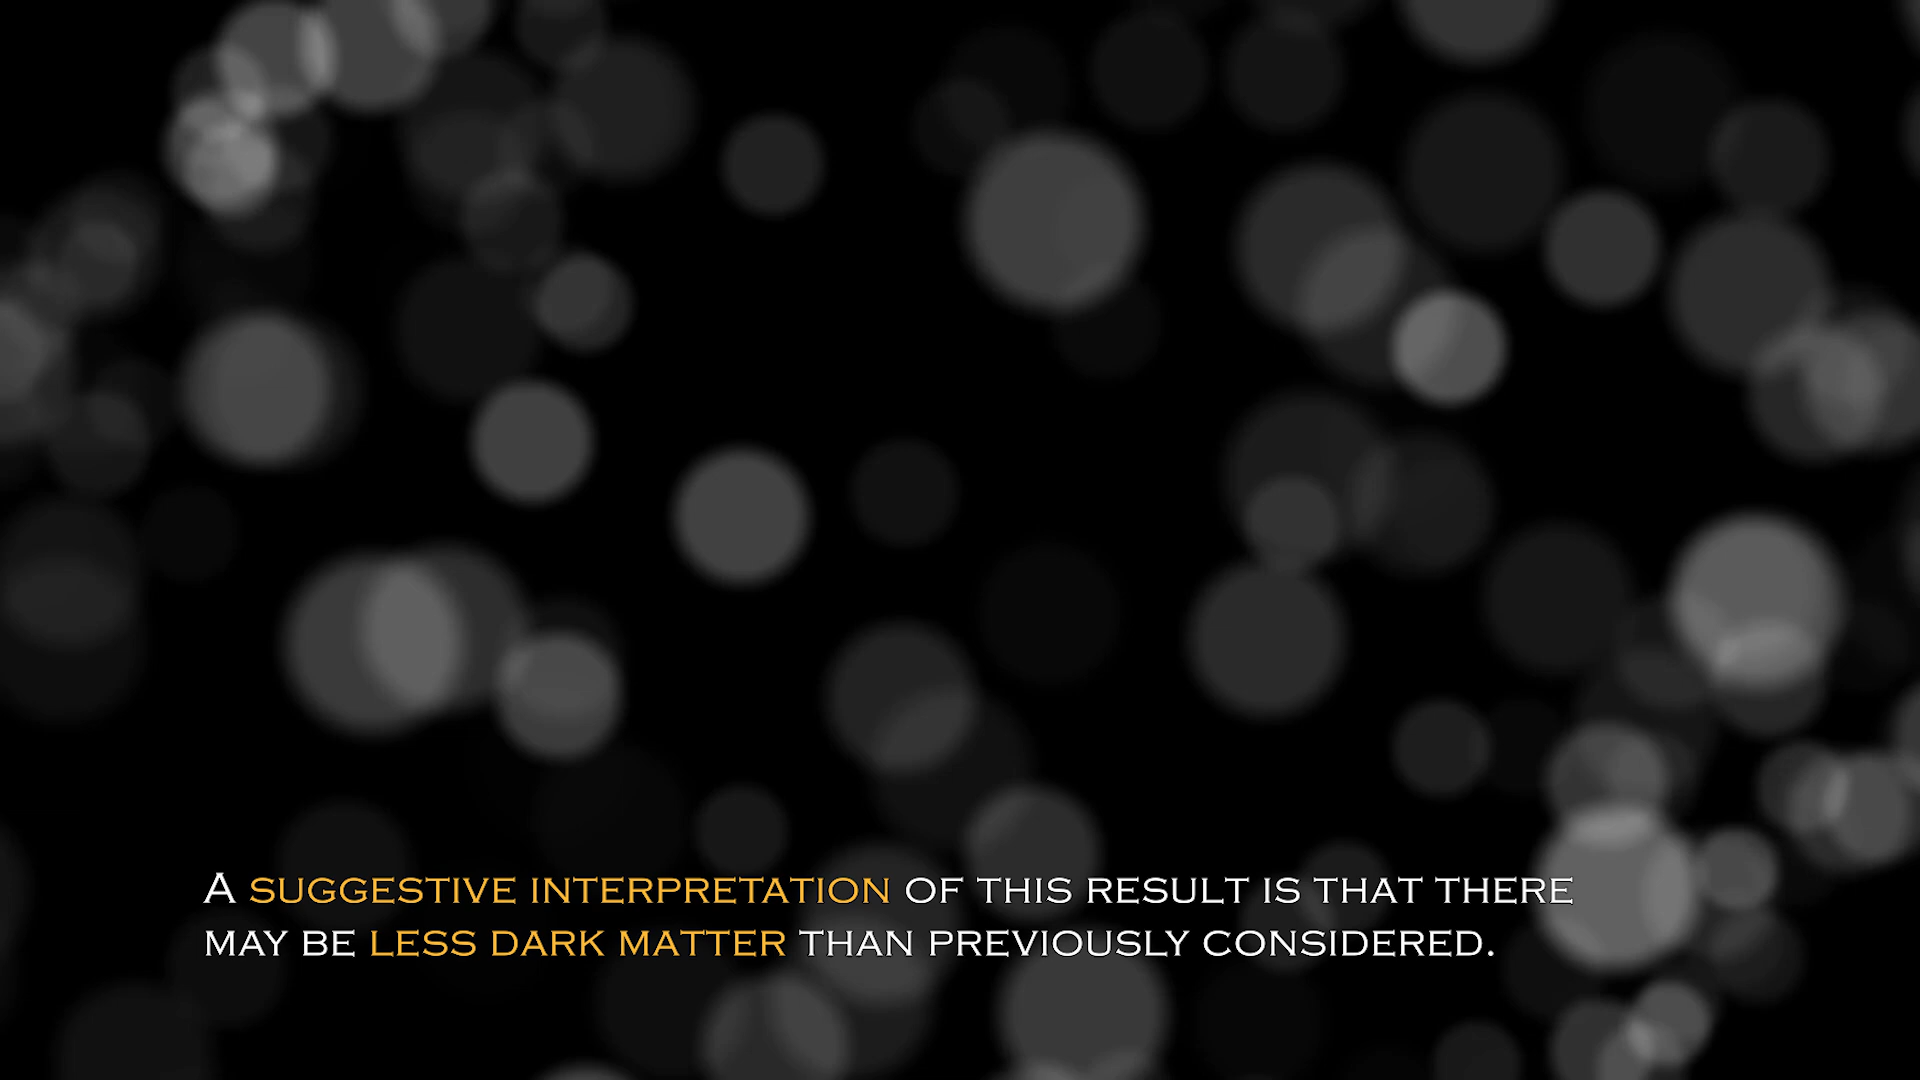 A SUGGESTIVE INTERPRETATION OF THIS RESULT IS THAT THERE
MAY BE LESS DARK MATTER THAN PREVIOUSLY CONSIDERED.